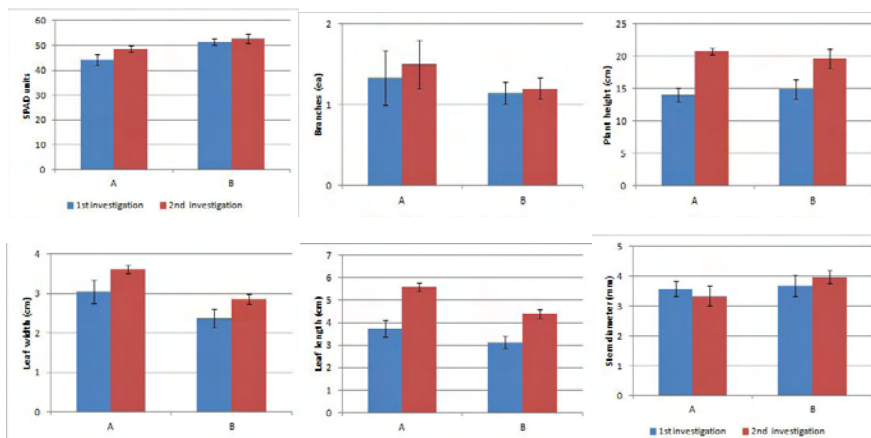 SPAD units
60
50
40
30
20
10
0
A B
1st investigation 2nd investigation
Branches (ea)
2
1
0
A B
Plant height (cm)
25
20
15
10
5
0
A B
Leaf width (cm)
4
3
2
1
0
A B
Leaf length (cm)
7
6
5
4
3
2
1
0
A B
Stem diameter (mm)
5
4
3
2
1
0
A B
1st investigation 2nd investigation